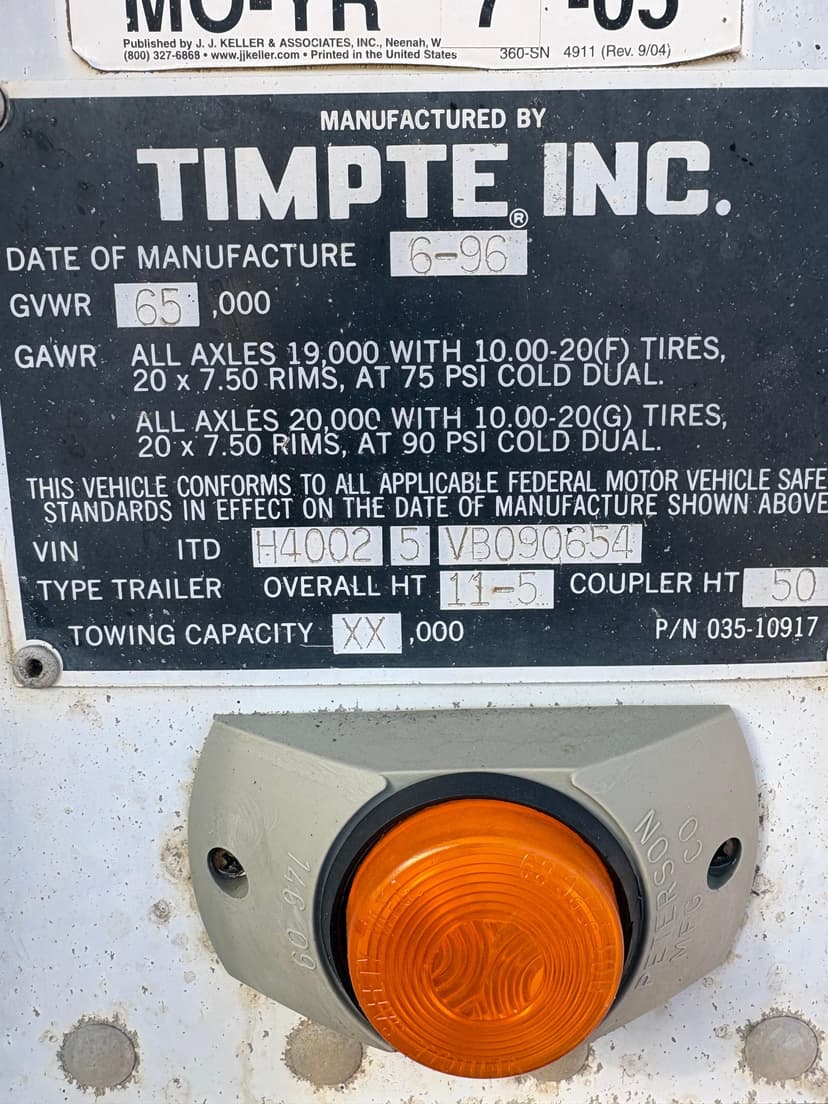 MO-YR 7 -05
Published by J. J. KELLER & ASSOCIATES, INC., Neenah, W
(800) 327-6868 • www.jjkeller.com • Printed in the United States 360-SN 4911 (Rev. 9/04)
MANUFACTURED BY
TIMPTE® INC.
DATE OF MANUFACTURE 6-96
GVWR 65 ,000
GAWR ALL AXLES 19,000 WITH 10.00-20(F) TIRES,
20 x 7.50 RIMS, AT 75 PSI COLD DUAL.
ALL AXLES 20,000 WITH 10.00-20(G) TIRES,
20 x 7.50 RIMS, AT 90 PSI COLD DUAL.
THIS VEHICLE CONFORMS TO ALL APPLICABLE FEDERAL MOTOR VEHICLE SAFE
STANDARDS IN EFFECT ON THE DATE OF MANUFACTURE SHOWN ABOVE
VIN ITD H4002 5 VB090654
TYPE TRAILER OVERALL HT 11-5 COUPLER HT 50
TOWING CAPACITY XX ,000 P/N 035-10917
146-09
PETERSON
MFG CO